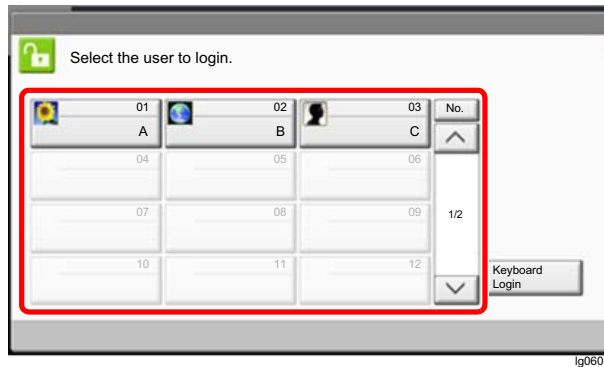 Select the user to login.
01 02 03 No.
A B C
04 05 06
07 08 09 1/2
10 11 12
Keyboard
Login
lg060